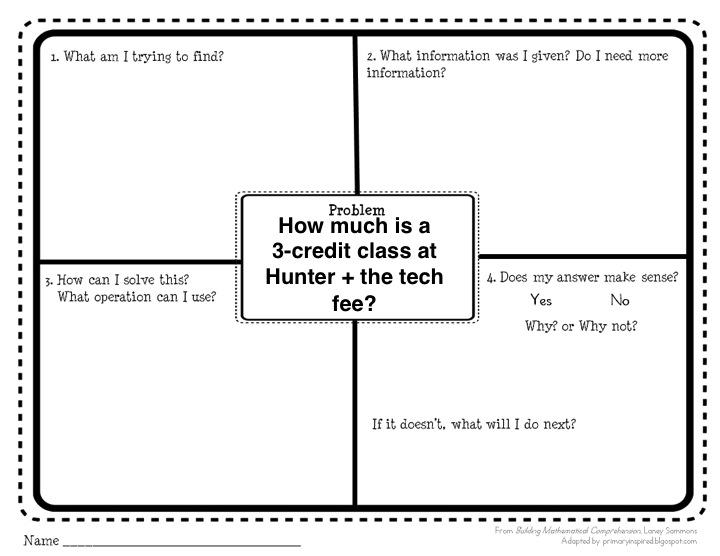 1. What am I trying to find?
2. What information was I given? Do I need more
information?
Problem
How much is a
3-credit class at
Hunter + the tech
fee?
3. How can I solve this?
What operation can I use?
4. Does my answer make sense?
Yes No
Why? or Why not?
If it doesn't, what will I do next?
Name ____________________________
From Building Mathematical Comprehension, Laney Sammons
Adapted by primaryinspired.blogspot.com